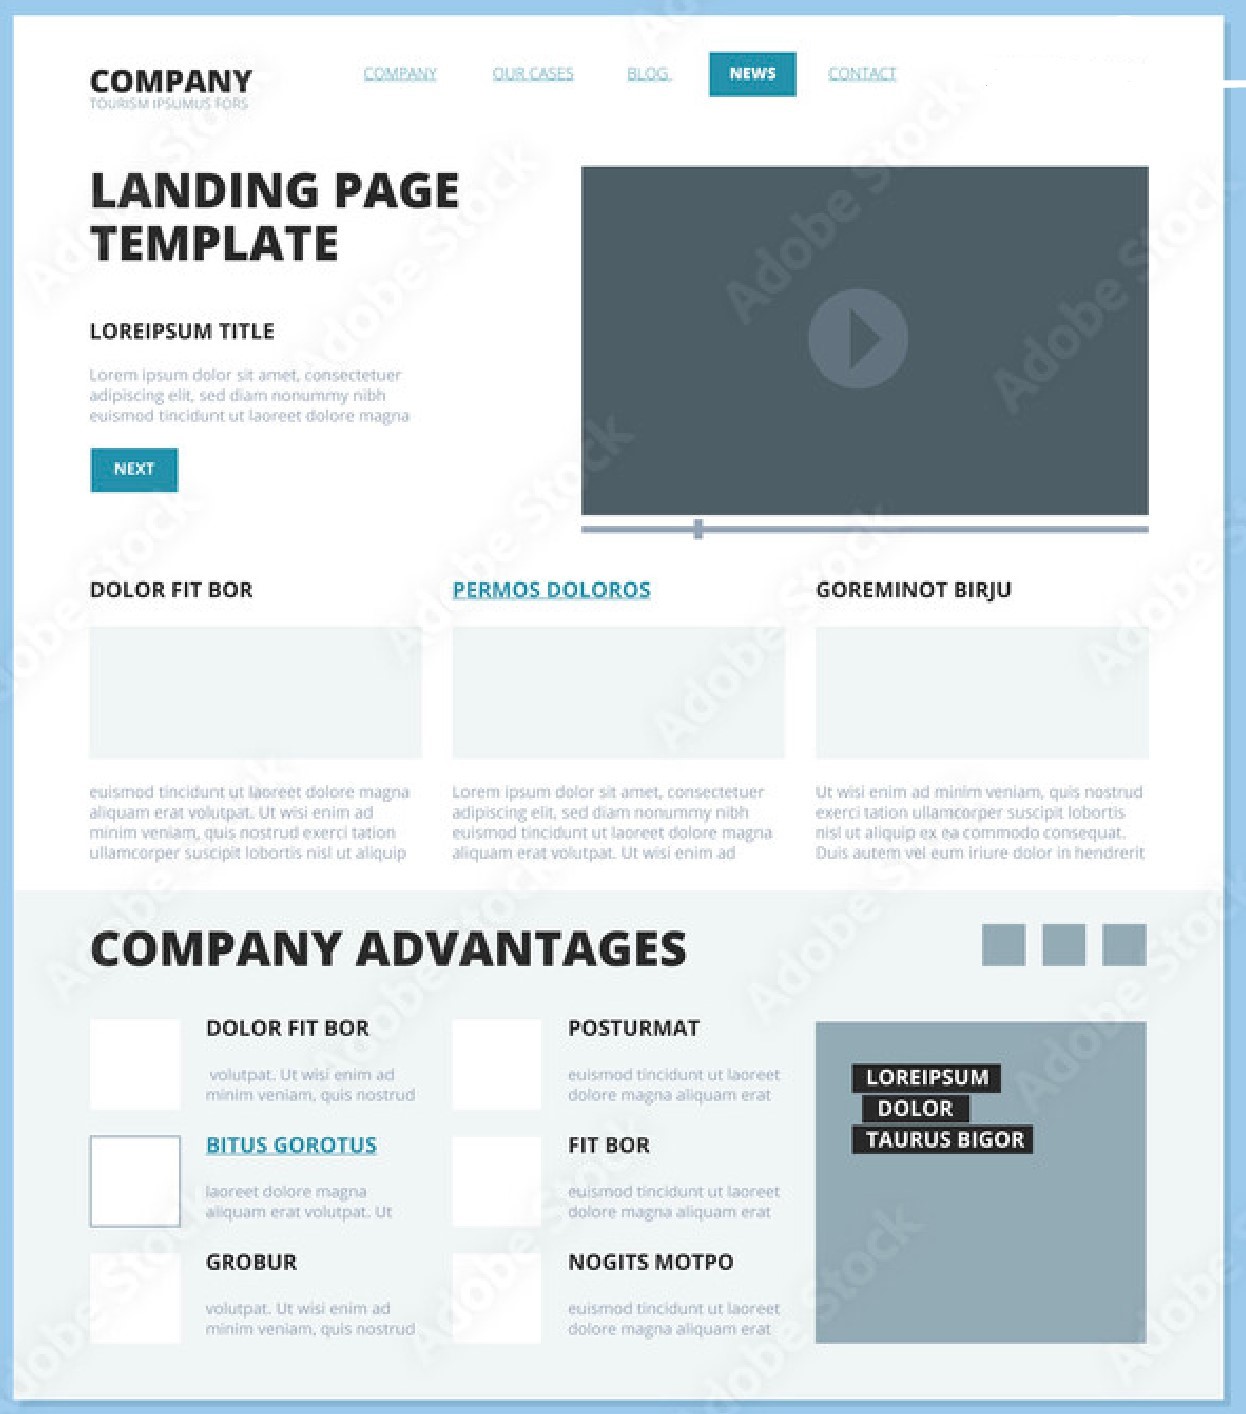 COMPANY
TOURISM IPSUMUS FORS
COMPANY
OUR CASES
BLOG
NEWS
CONTACT
LANDING PAGE
TEMPLATE
LOREIPSUM TITLE
Lorem ipsum dolor sit amet, consectetuer
adipiscing elit, sed diam nonummy nibh
euismod tincidunt ut laoreet dolore magna
NEXT
DOLOR FIT BOR
euismod tincidunt ut laoreet dolore magna
aliquam erat volutpat. Ut wisi enim ad
minim veniam, quis nostrud exerci tation
ullamcorper suscipit lobortis nisl ut aliquip
PERMOS DOLOROS
Lorem ipsum dolor sit amet, consectetuer
adipiscing elit, sed diam nonummy nibh
euismod tincidunt ut laoreet dolore magna
aliquam erat volutpat. Ut wisi enim ad
GOREMINOT BIRJU
Ut wisi enim ad minim veniam, quis nostrud
exerci tation ullamcorper suscipit lobortis
nisl ut aliquip ex ea commodo consequat.
Duis autem vel eum iriure dolor in hendrerit
COMPANY ADVANTAGES
DOLOR FIT BOR
volutpat. Ut wisi enim ad
minim veniam, quis nostrud
BITUS GOROTUS
laoreet dolore magna
aliquam erat volutpat. Ut
GROBUR
volutpat. Ut wisi enim ad
minim veniam, quis nostrud
POSTURMAT
euismod tincidunt ut laoreet
dolore magna aliquam erat
FIT BOR
euismod tincidunt ut laoreet
dolore magna aliquam erat
NOGITS MOTPO
euismod tincidunt ut laoreet
dolore magna aliquam erat
LOREIPSUM
DOLOR
TAURUS BIGOR
Adobe Stock